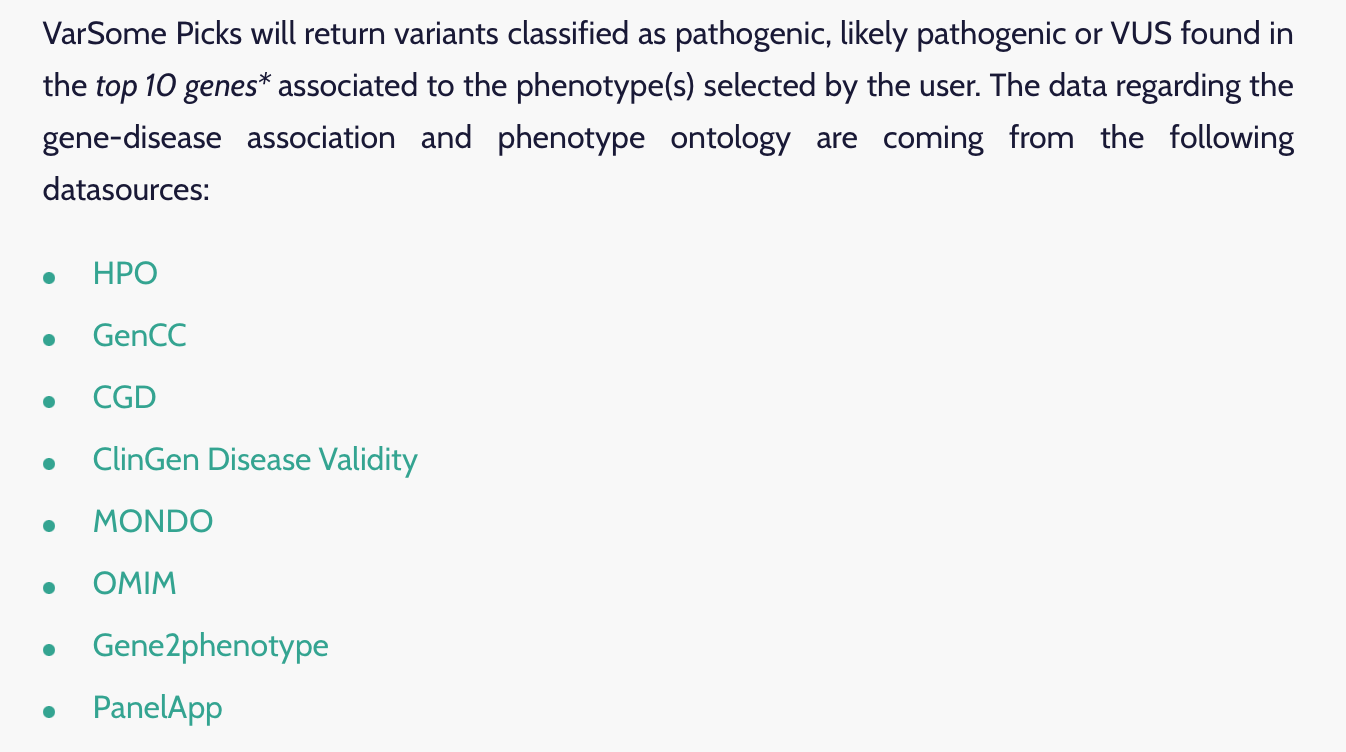 VarSome Picks will return variants classified as pathogenic, likely pathogenic or VUS found in
the top 10 genes* associated to the phenotype(s) selected by the user. The data regarding the
gene-disease association and phenotype ontology are coming from the following
datasources:
• HPO
• GenCC
• CGD
• ClinGen Disease Validity
• MONDO
• OMIM
• Gene2phenotype
• PanelApp